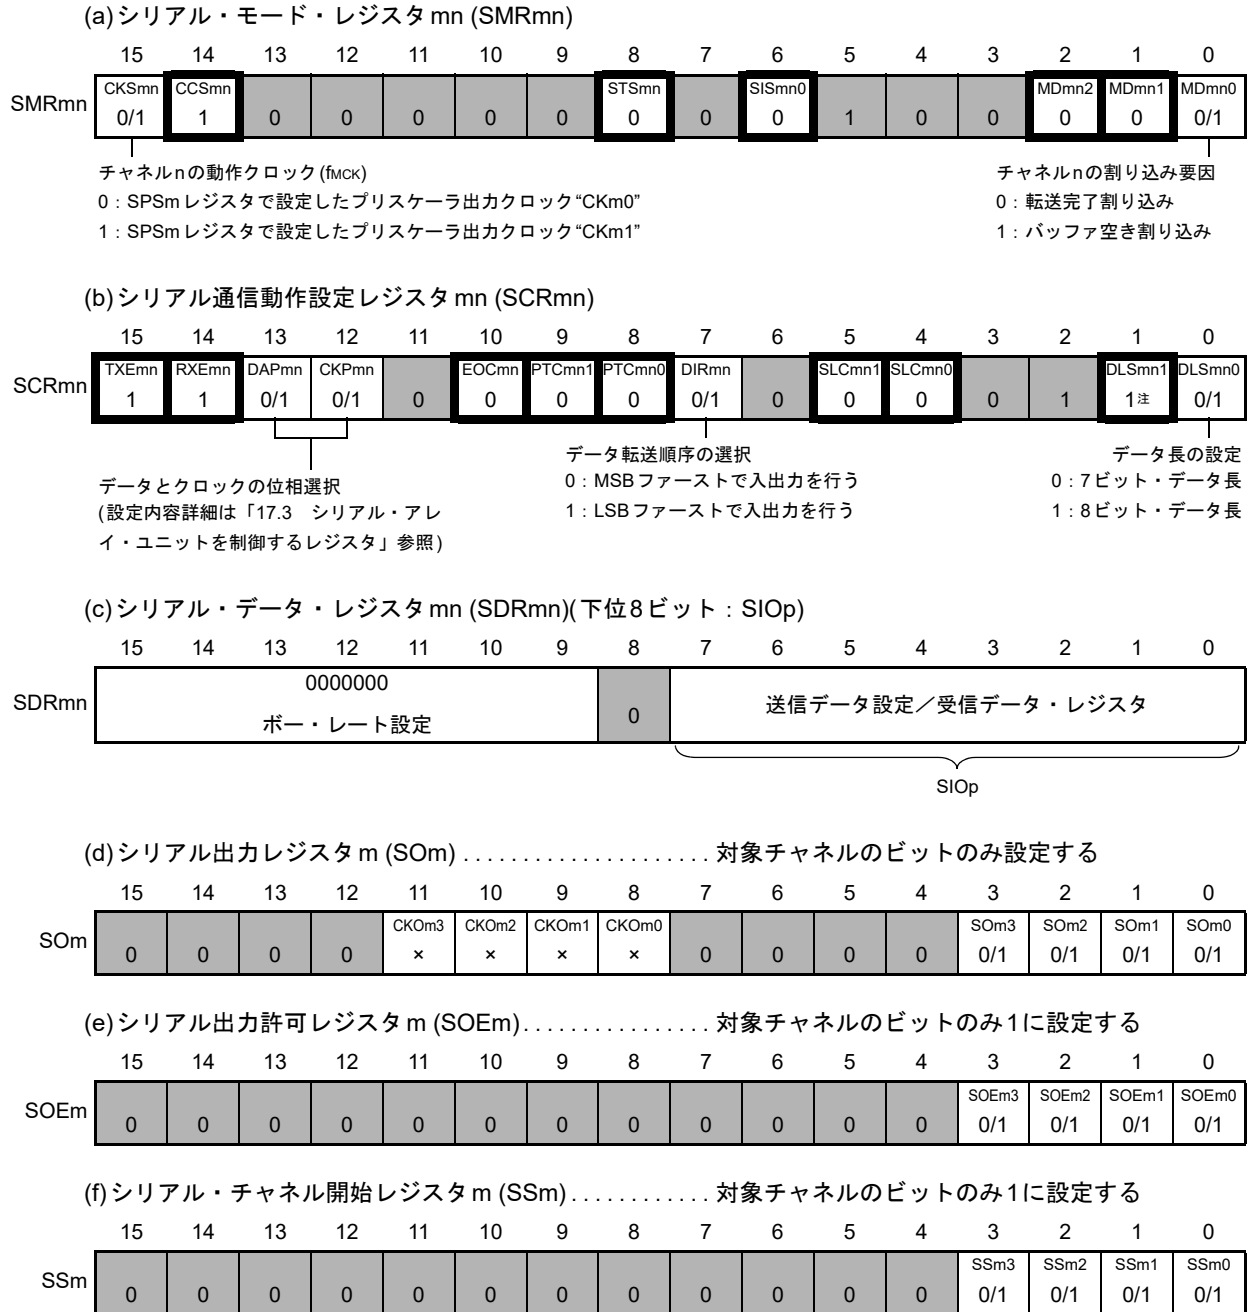 (a)シリアル・モード・レジスタmn (SMRmn)
15 14 13 12 11 10 9 8 7 6 5 4 3 2 1 0
CKSmn CCSmn STSmn SISmn0 MDmn2 MDmn1 MDmn0
SMRmn
0/1 1 0 0 0 0 0 0 0 0 1 0 0 0 0 0/1
チャネルnの動作クロック(fMCK)
0：SPSmレジスタで設定したプリスケーラ出力クロック“CKm0”
1：SPSmレジスタで設定したプリスケーラ出力クロック“CKm1”
チャネルnの割り込み要因
0：転送完了割り込み
1：バッファ空き割り込み
(b)シリアル通信動作設定レジスタmn (SCRmn)
15 14 13 12 11 10 9 8 7 6 5 4 3 2 1 0
TXEmn RXEmn DAPmn CKPmn EOCmn PTCmn1 PTCmn0 DIRmn SLCmn1 SLCmn0 DLSmn1 DLSmn0
SCRmn
1 1 0/1 0/1 0 0 0 0 0/1 0 0 0 0 1 1注 0/1
データとクロックの位相選択
(設定内容詳細は「17.3　シリアル・アレ
イ・ユニットを制御するレジスタ」参照)
データ転送順序の選択
0：MSBファーストで入出力を行う
1：LSBファーストで入出力を行う
データ長の設定
0：7ビット・データ長
1：8ビット・データ長
(c)シリアル・データ・レジスタmn (SDRmn)(下位8ビット：SIOp)
15 14 13 12 11 10 9 8 7 6 5 4 3 2 1 0
SDRmn
0000000
ボー・レート設定
0
送信データ設定／受信データ・レジスタ
SIOp
(d)シリアル出力レジスタm (SOm) . . . . . . . . . . . . . . . . . . . . . 対象チャネルのビットのみ設定する
15 14 13 12 11 10 9 8 7 6 5 4 3 2 1 0
CKOm3 CKOm2 CKOm1 CKOm0 SOm3 SOm2 SOm1 SOm0
SOm
0 0 0 0 × × × × 0 0 0 0 0/1 0/1 0/1 0/1
(e)シリアル出力許可レジスタm (SOEm). . . . . . . . . . . . . . . . 対象チャネルのビットのみ1に設定する
15 14 13 12 11 10 9 8 7 6 5 4 3 2 1 0
SOEm3 SOEm2 SOEm1 SOEm0
SOEm
0 0 0 0 0 0 0 0 0 0 0 0 0/1 0/1 0/1 0/1
(f)シリアル・チャネル開始レジスタm (SSm) . . . . . . . . . . . . 対象チャネルのビットのみ1に設定する
15 14 13 12 11 10 9 8 7 6 5 4 3 2 1 0
SSm3 SSm2 SSm1 SSm0
SSm
0 0 0 0 0 0 0 0 0 0 0 0 0/1 0/1 0/1 0/1